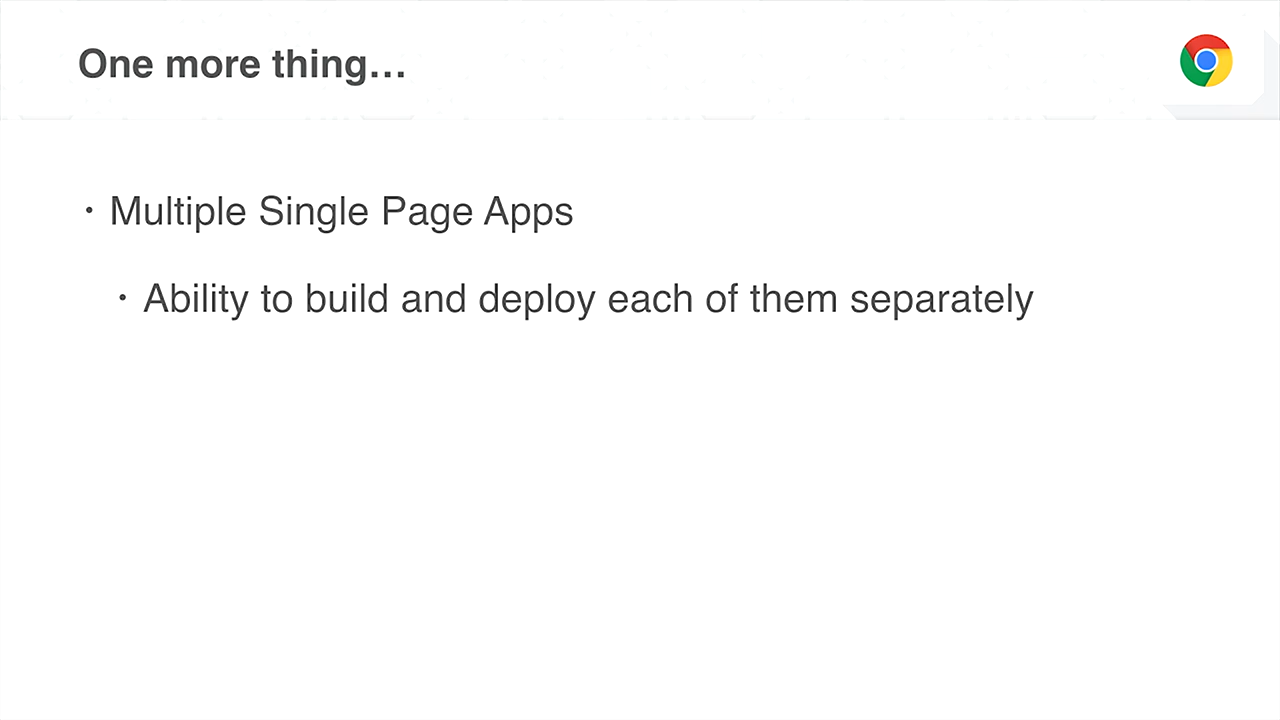 One more thing…
• Multiple Single Page Apps
• Ability to build and deploy each of them separately